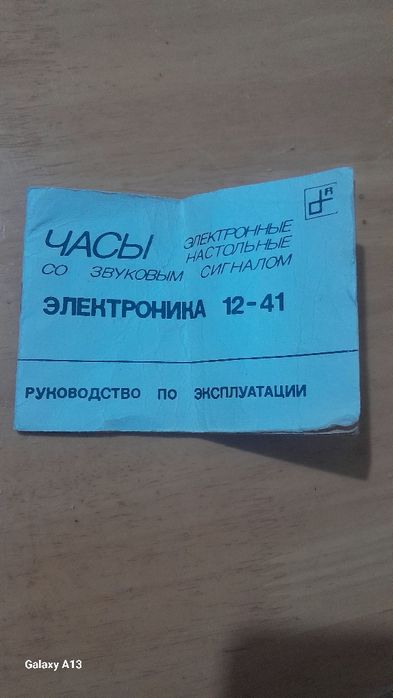 ЧАСЫ ЭЛЕКТРОННЫЕ
НАСТОЛЬНЫЕ
СО ЗВУКОВЫМ СИГНАЛОМ
ЭЛЕКТРОНИКА 12-41
РУКОВОДСТВО ПО ЭКСПЛУАТАЦИИ
Galaxy A13